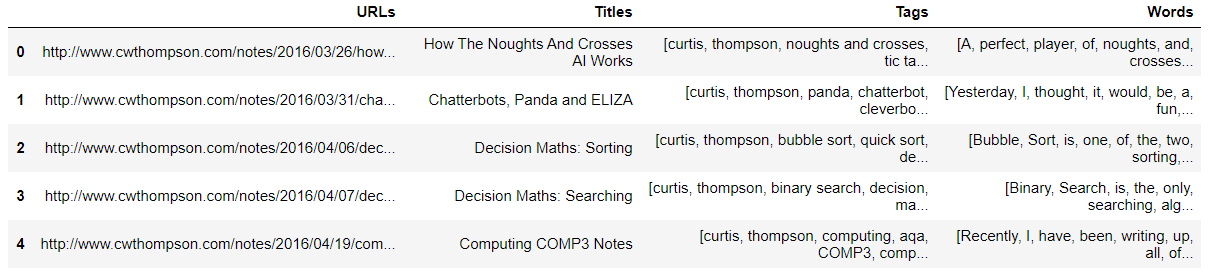 URLs Titles Tags Words
0 http://www.cwthompson.com/notes/2016/03/26/how... How The Noughts And Crosses AI Works [curtis, thompson, noughts and crosses, tic ta... [A, perfect, player, of, noughts, and, crosses...
1 http://www.cwthompson.com/notes/2016/03/31/cha... Chatterbots, Panda and ELIZA [curtis, thompson, panda, chatterbot, cleverbo... [Yesterday, I, thought, it, would, be, a, fun,...
2 http://www.cwthompson.com/notes/2016/04/06/dec... Decision Maths: Sorting [curtis, thompson, bubble sort, quick sort, de... [Bubble, Sort, is, one, of, the, two, sorting,...
3 http://www.cwthompson.com/notes/2016/04/07/dec... Decision Maths: Searching [curtis, thompson, binary search, decision, ma... [Binary, Search, is, the, only, searching, alg...
4 http://www.cwthompson.com/notes/2016/04/19/com... Computing COMP3 Notes [curtis, thompson, computing, aqa, COMP3, comp... [Recently, I, have, been, writing, up, all, of...